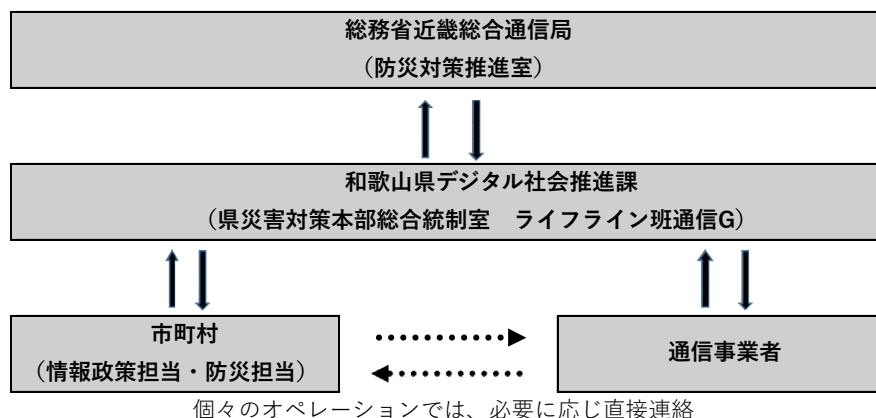 総務省近畿総合通信局
（防災対策推進室）
和歌山県デジタル社会推進課
（県災害対策本部総合統制室　ライフライン班通信G）
市町村
（情報政策担当・防災担当）
通信事業者
個々のオペレーションでは、必要に応じ直接連絡